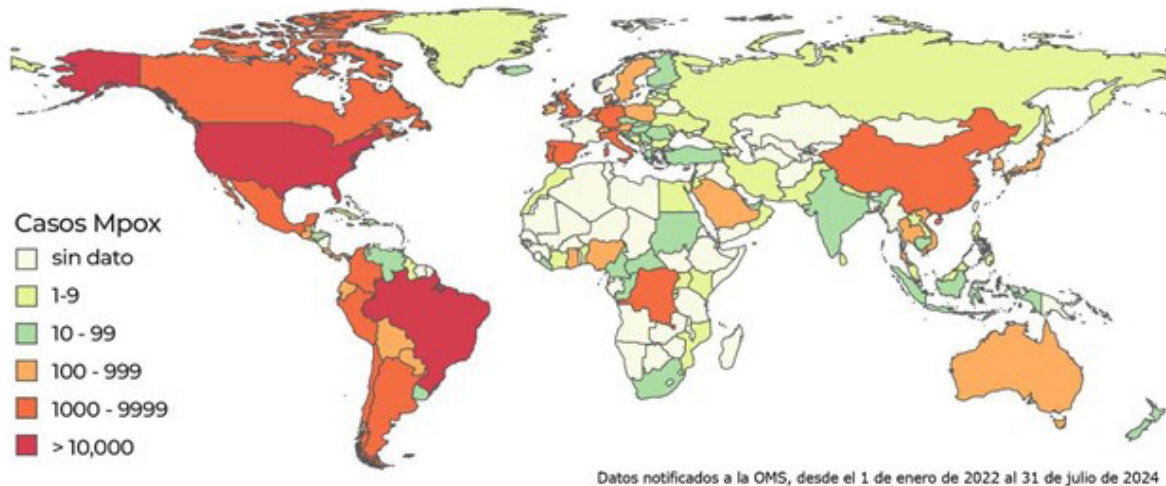 Casos Mpox
sin dato
1-9
10 - 99
100 - 999
1000 - 9999
> 10,000
Datos notificados a la OMS, desde el 1 de enero de 2022 al 31 de julio de 2024